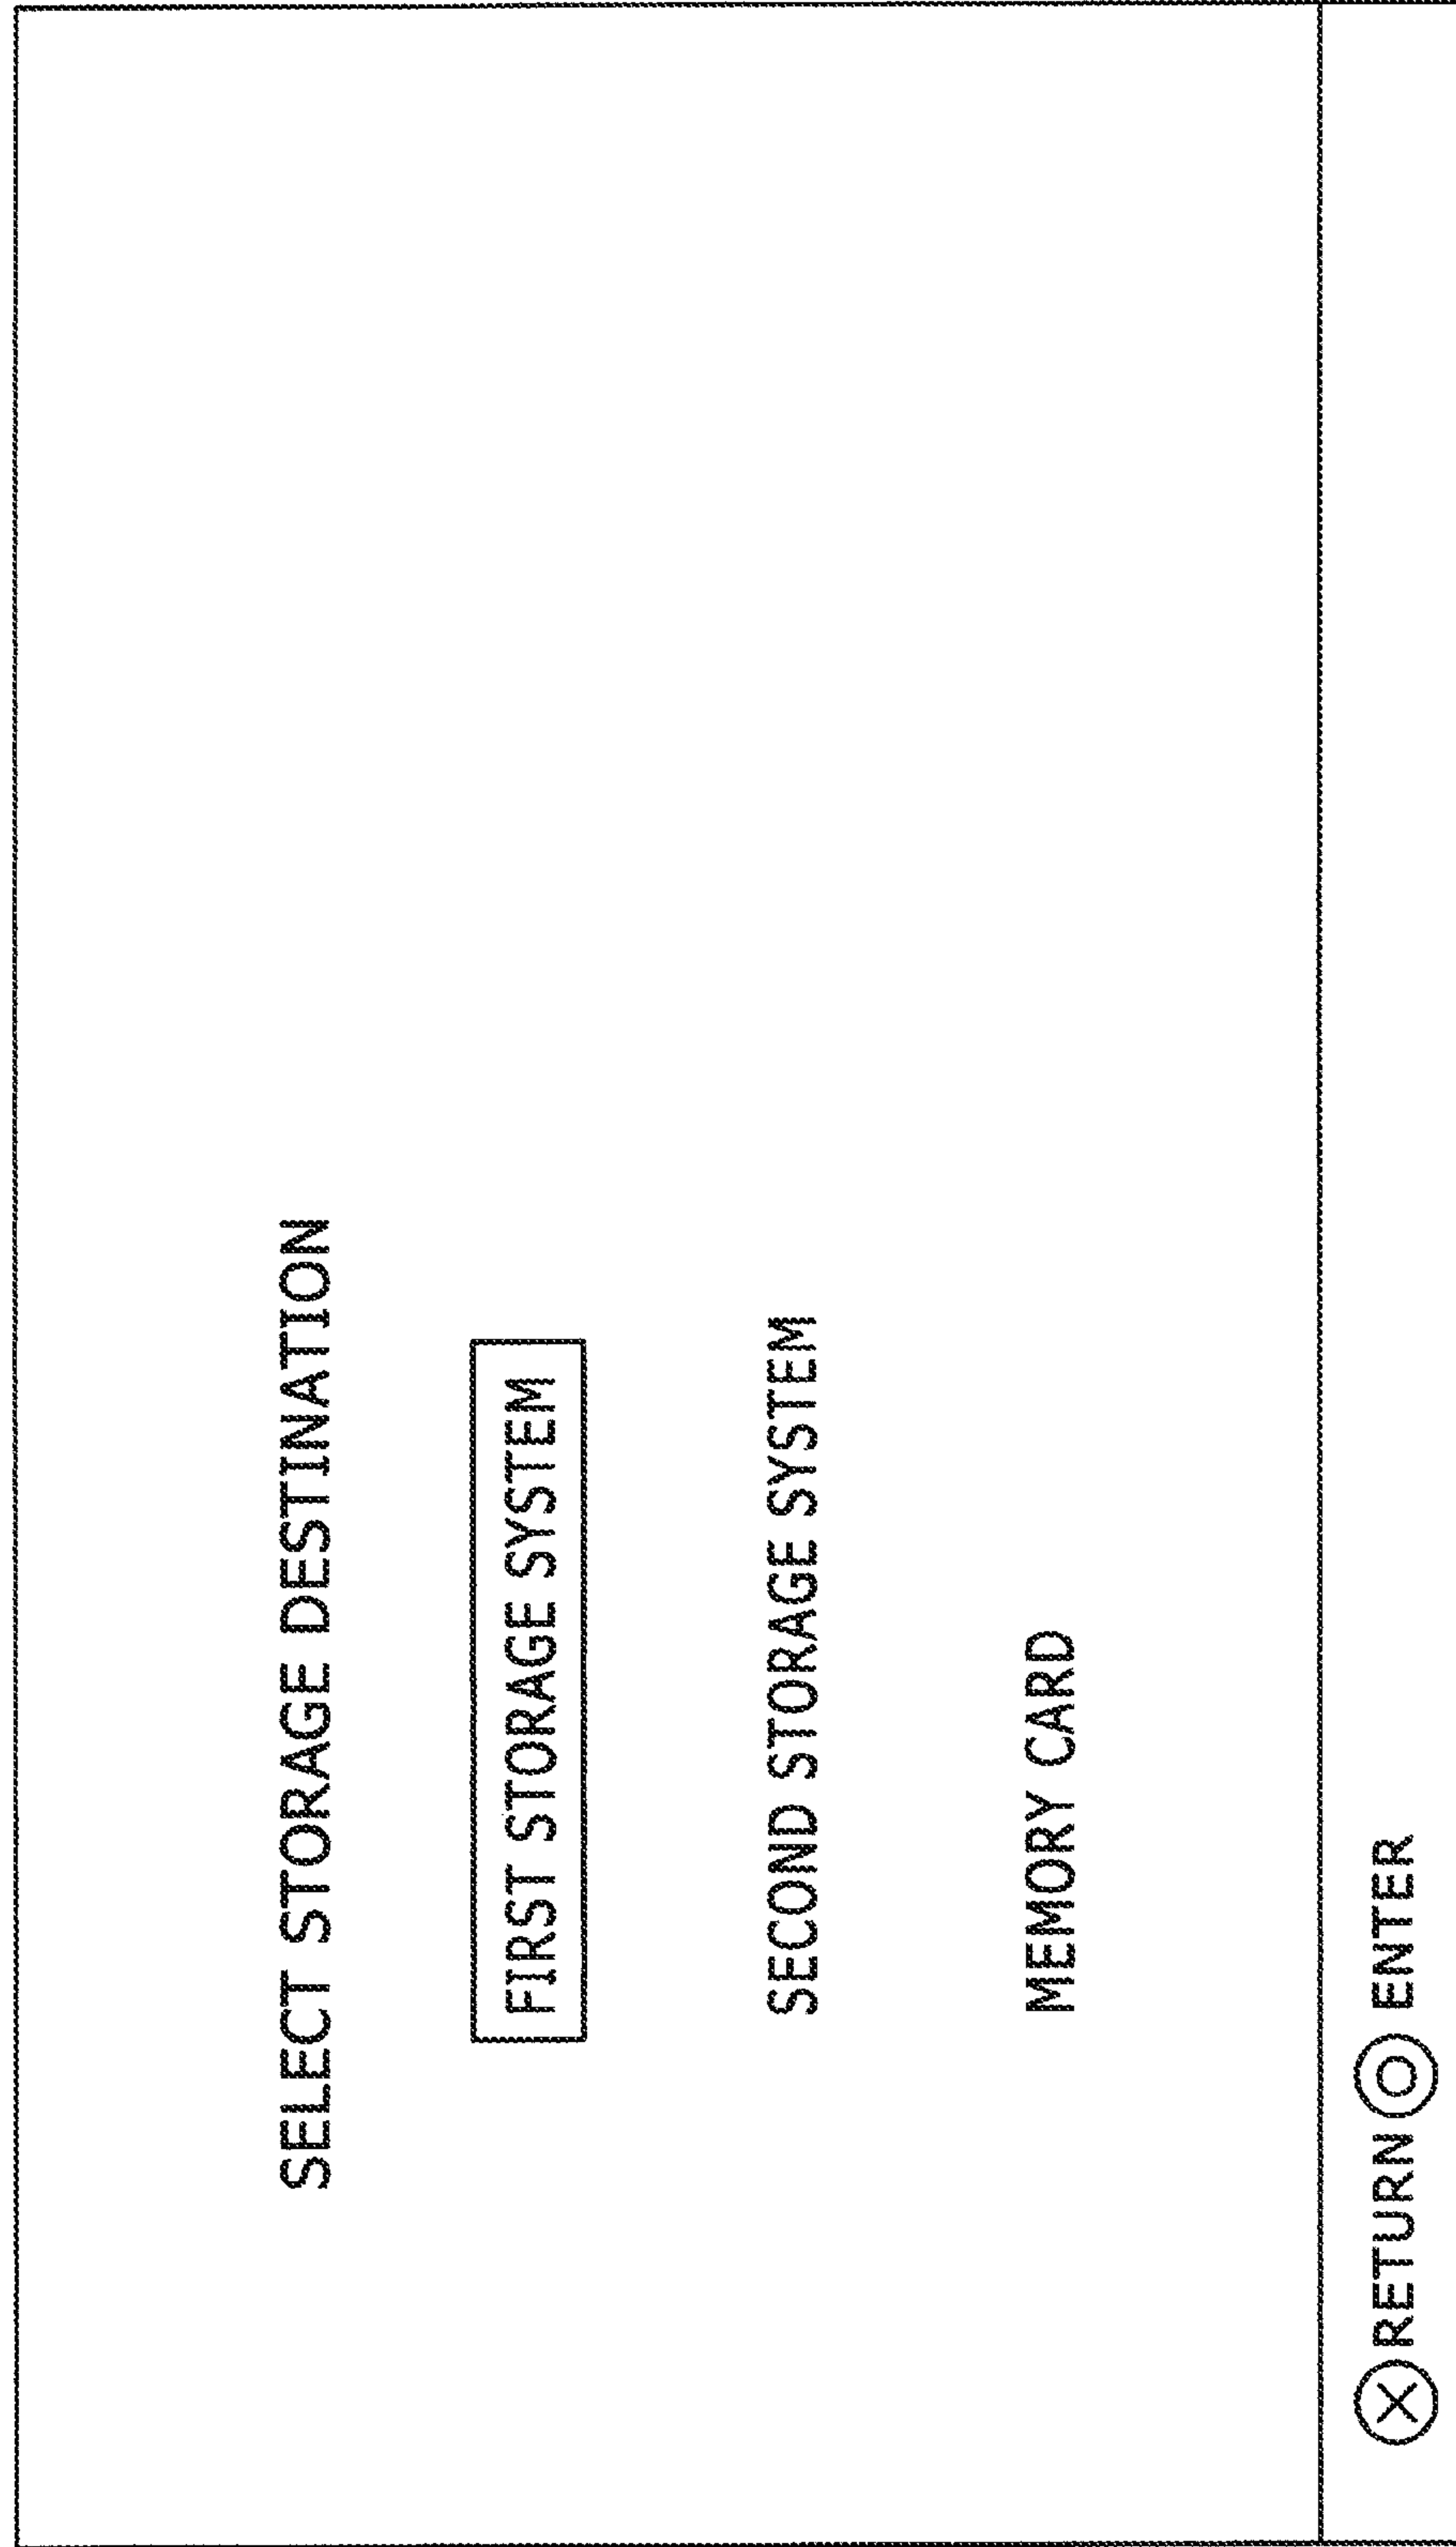 SELECT STORAGE DESTINATION
FIRST STORAGE SYSTEM
SECOND STORAGE SYSTEM
MEMORY CARD
Ⓧ RETURN ◎ ENTER